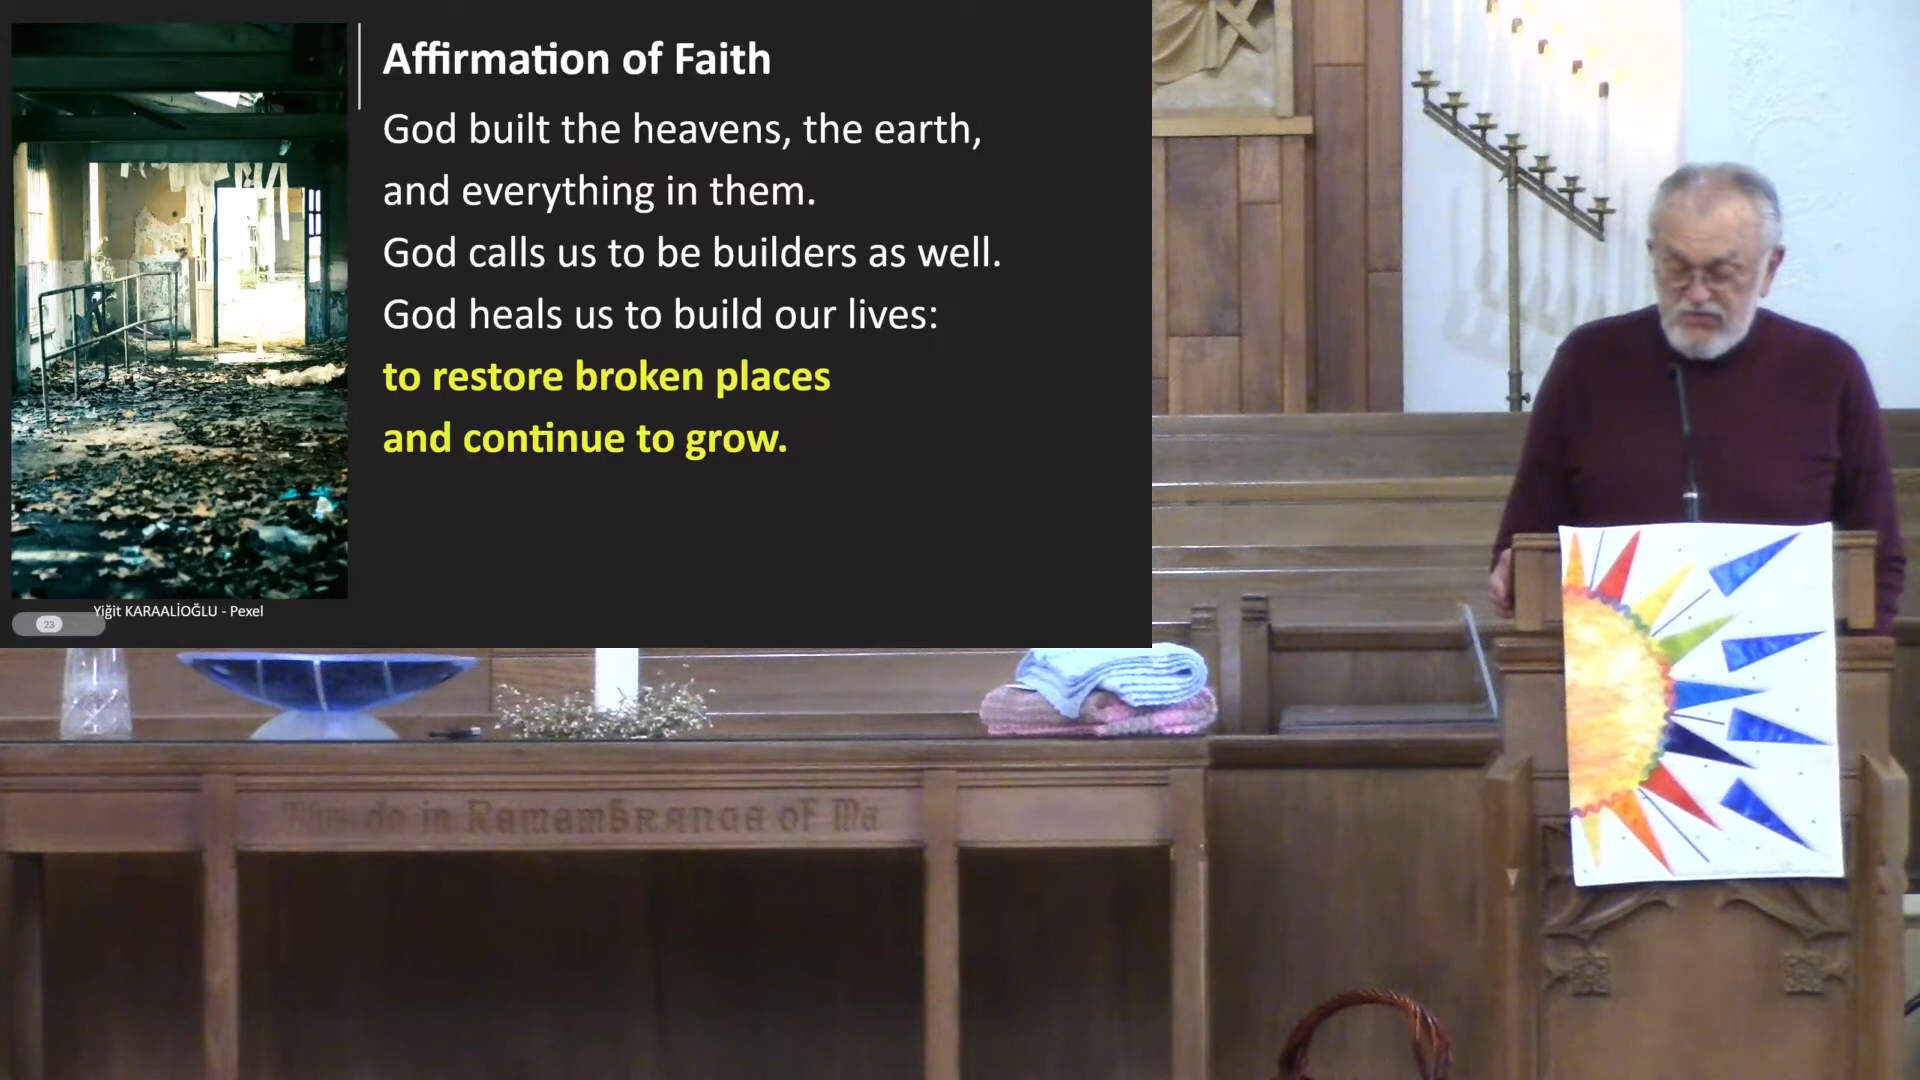 Affirmation of Faith
God built the heavens, the earth,
and everything in them.
God calls us to be builders as well.
God heals us to build our lives:
to restore broken places
and continue to grow.
Yiğit KARAALİOĞLU - Pexel
23
This do in Remembrance of Me